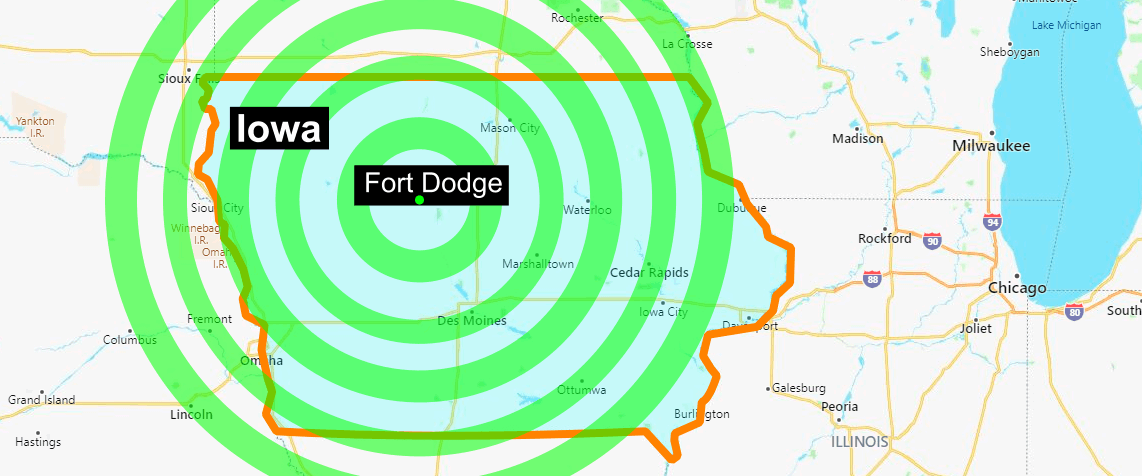 Manitowoc
Rochester
Lake Michigan
La Crosse
Sheboygan
Sioux Falls
Yankton
I.R.
Iowa
Mason City
Madison
Milwaukee
Fort Dodge
Sioux City
Waterloo
Dubuque
Winnebago
I.R.
Omaha
I.R.
94
Rockford
90
Marshalltown
Cedar Rapids
88
Chicago
Iowa City
80
South
Fremont
Des Moines
Davenport
Joliet
Columbus
Omaha
Ottumwa
Galesburg
Grand Island
Lincoln
Burlington
Peoria
Hastings
ILLINOIS